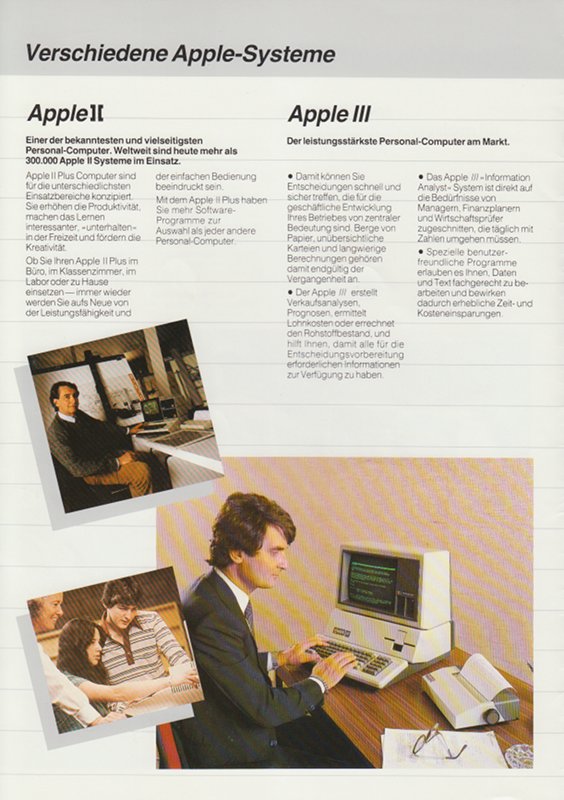 Verschiedene Apple-Systeme
Apple ][
Einer der bekanntesten und vielseitigsten
Personal-Computer. Weltweit sind heute mehr als
300.000 Apple II Systeme im Einsatz.
Apple II Plus Computer sind
für die unterschiedlichsten
Einsatzbereiche konzipiert.
Sie erhöhen die Produktivität,
machen das Lernen
interessanter, »unterhalten«
in der Freizeit und fördern die
Kreativität.
Ob Sie Ihren Apple II Plus im
Büro, im Klassenzimmer, im
Labor oder zu Hause
einsetzen — immer wieder
werden Sie aufs Neue von
der Leistungsfähigkeit und
der einfachen Bedienung
beeindruckt sein.
Mit dem Apple II Plus haben
Sie mehr Software-
Programme zur
Auswahl als jeder andere
Personal-Computer.
Apple III
Der leistungsstärkste Personal-Computer am Markt.
● Damit können Sie
Entscheidungen schnell und
sicher treffen, die für die
geschäftliche Entwicklung
Ihres Betriebes von zentraler
Bedeutung sind. Berge von
Papier, unübersichtliche
Karteien und langwierige
Berechnungen gehören
damit endgültig der
Vergangenheit an.
● Der Apple /// erstellt
Verkaufsanalysen,
Prognosen, ermittelt
Lohnkosten oder errechnet
den Rohstoffbestand, und
hilft Ihnen, damit alle für die
Entscheidungsvorbereitung
erforderlichen Informationen
zur Verfügung zu haben.
● Das Apple /// »Information
Analyst« System ist direkt auf
die Bedürfnisse von
Managern, Finanzplanern
und Wirtschaftsprüfer
zugeschnitten, die täglich mit
Zahlen umgehen müssen.
● Spezielle benutzer-
freundliche Programme
erlauben es Ihnen, Daten
und Text fachgerecht zu be-
arbeiten und bewirken
dadurch erhebliche Zeit- und
Kosteneinsparungen.